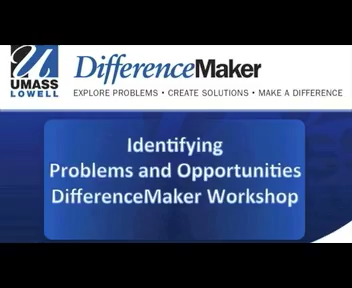 UMASS
LOWELL
DifferenceMaker
EXPLORE PROBLEMS • CREATE SOLUTIONS • MAKE A DIFFERENCE
Identifying
Problems and Opportunities
DifferenceMaker Workshop